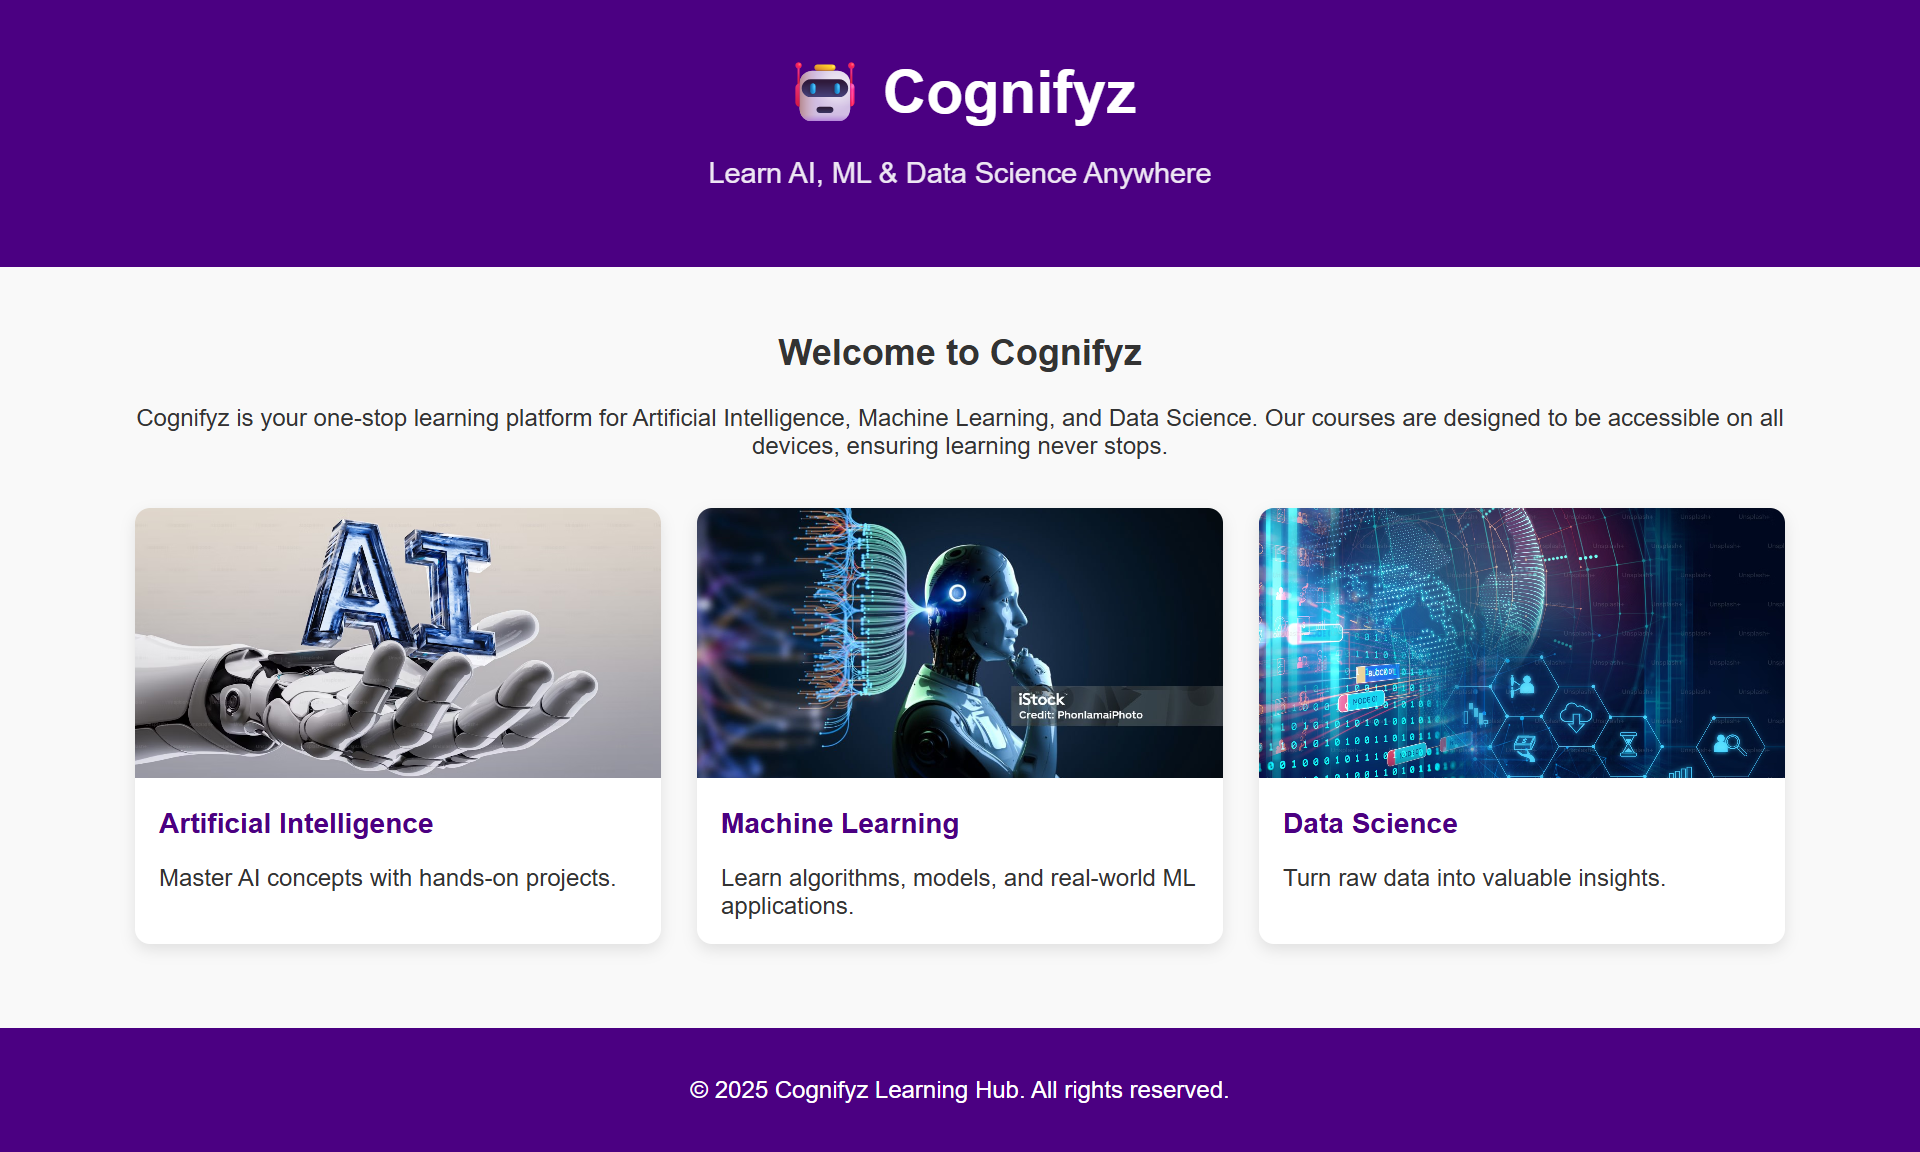 Cognifyz
Learn AI, ML & Data Science Anywhere
Welcome to Cognifyz
Cognifyz is your one-stop learning platform for Artificial Intelligence, Machine Learning, and Data Science. Our courses are designed to be accessible on all
devices, ensuring learning never stops.
AI
iStock
Credit: PhonlamaiPhoto
Artificial Intelligence
Master AI concepts with hands-on projects.
Machine Learning
Learn algorithms, models, and real-world ML
applications.
Data Science
Turn raw data into valuable insights.
© 2025 Cognifyz Learning Hub. All rights reserved.